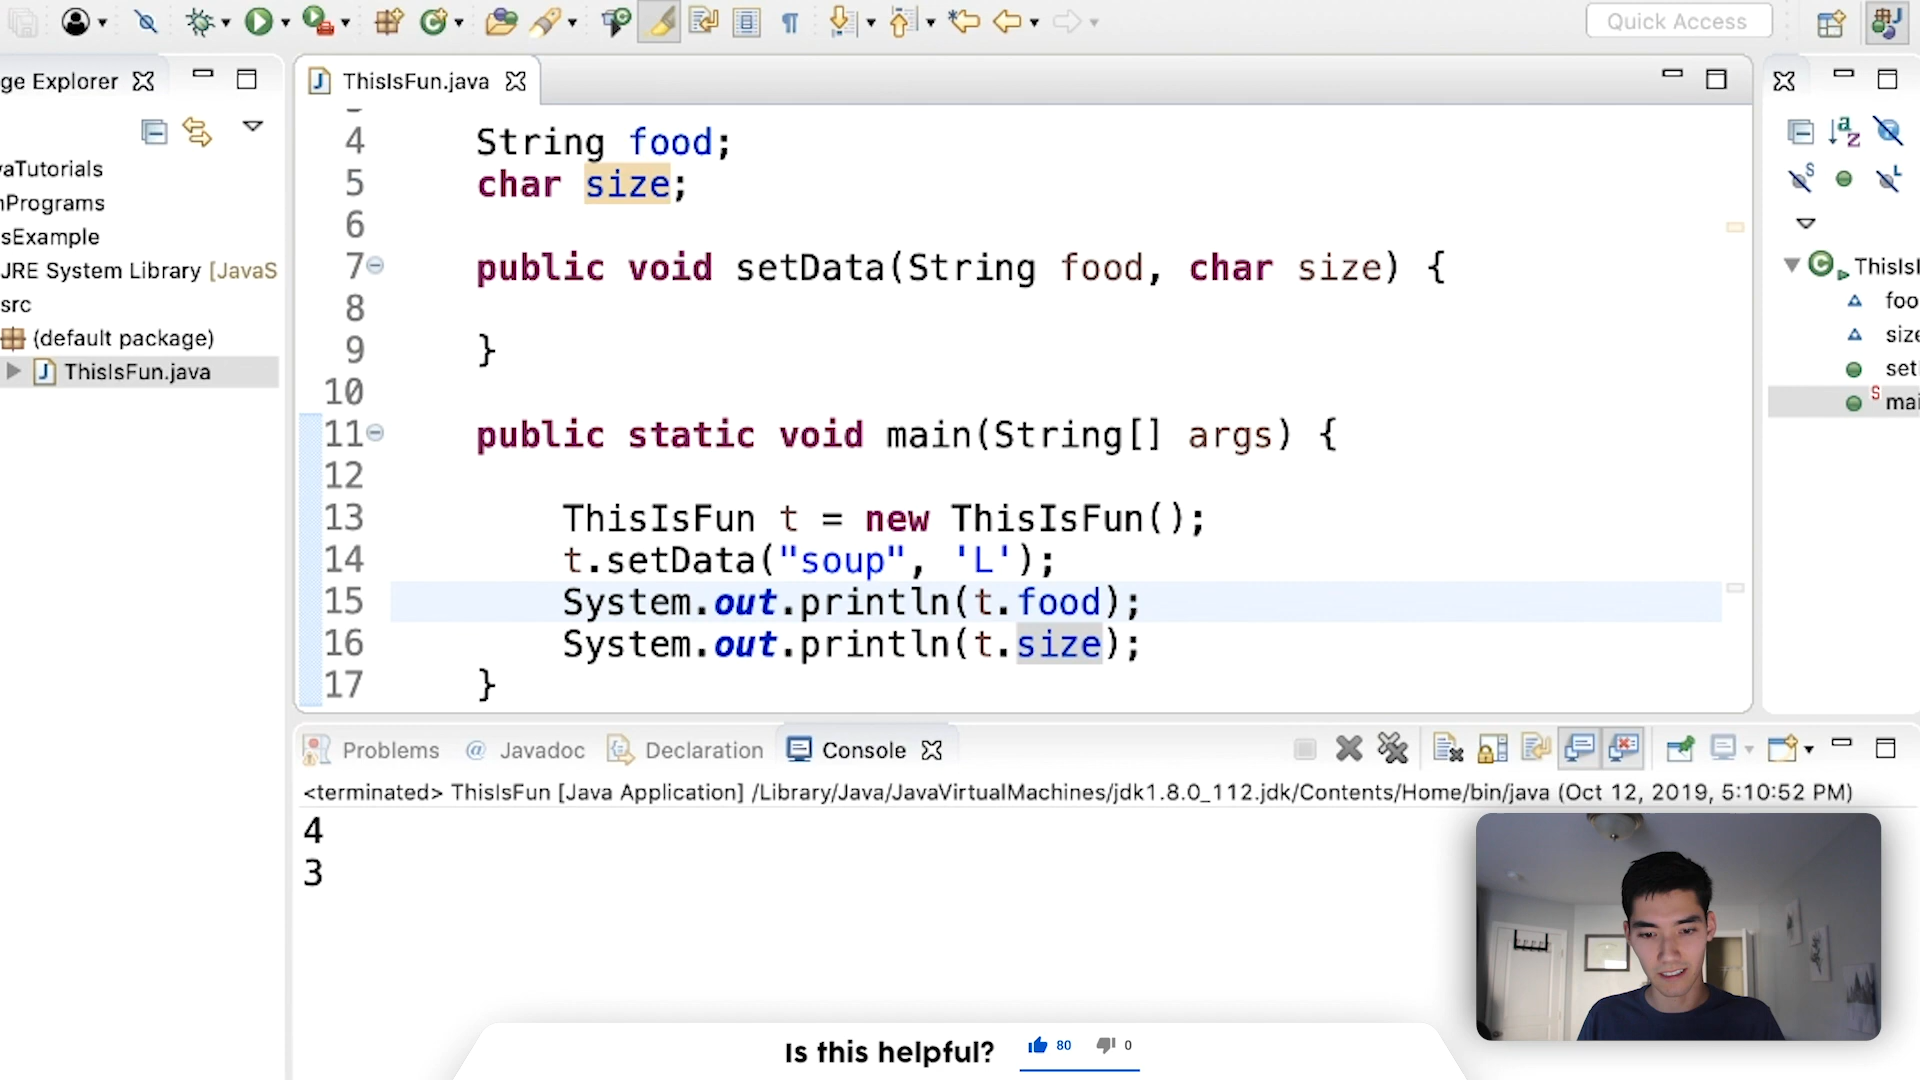 Quick Access
ge Explorer
ThisIsFun.java
vaTutorials
Programs
sExample
JRE System Library [JavaS
src
(default package)
ThisIsFun.java
4 String food;
5 char size;
6
7 public void setData(String food, char size) {
8
9 }
10
11 public static void main(String[] args) {
12
13 ThisIsFun t = new ThisIsFun();
14 t.setData("soup", 'L');
15 System.out.println(t.food);
16 System.out.println(t.size);
17 }
ThisIs
foo
size
set
mai
Problems @ Javadoc Declaration Console
<terminated> ThisIsFun [Java Application] /Library/Java/JavaVirtualMachines/jdk1.8.0_112.jdk/Contents/Home/bin/java (Oct 12, 2019, 5:10:52 PM)
4
3
Is this helpful? 80 0